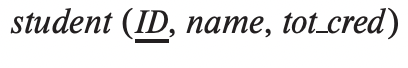 student (ID, name, tot_cred)